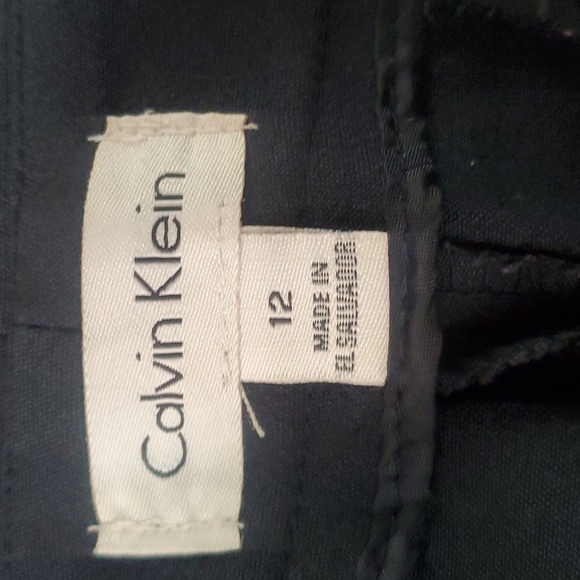 Calvin Klein
12
MADE IN
EL SALVADOR